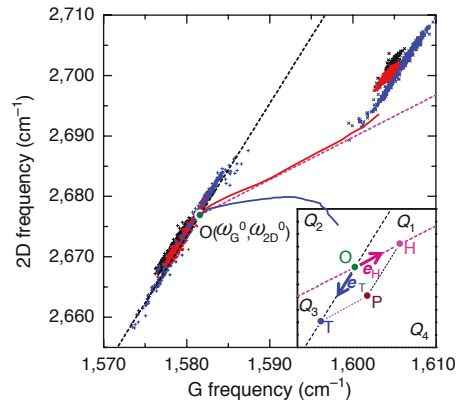 2D frequency (cm⁻¹)
2,710
2,700
2,690
2,680
2,670
2,660
O(ω_G⁰,ω_2D⁰)
Q₂
Q₁
O
H
e_H
e_T
Q₃
P
T
Q₄
1,570
1,580
1,590
1,600
1,610
G frequency (cm⁻¹)